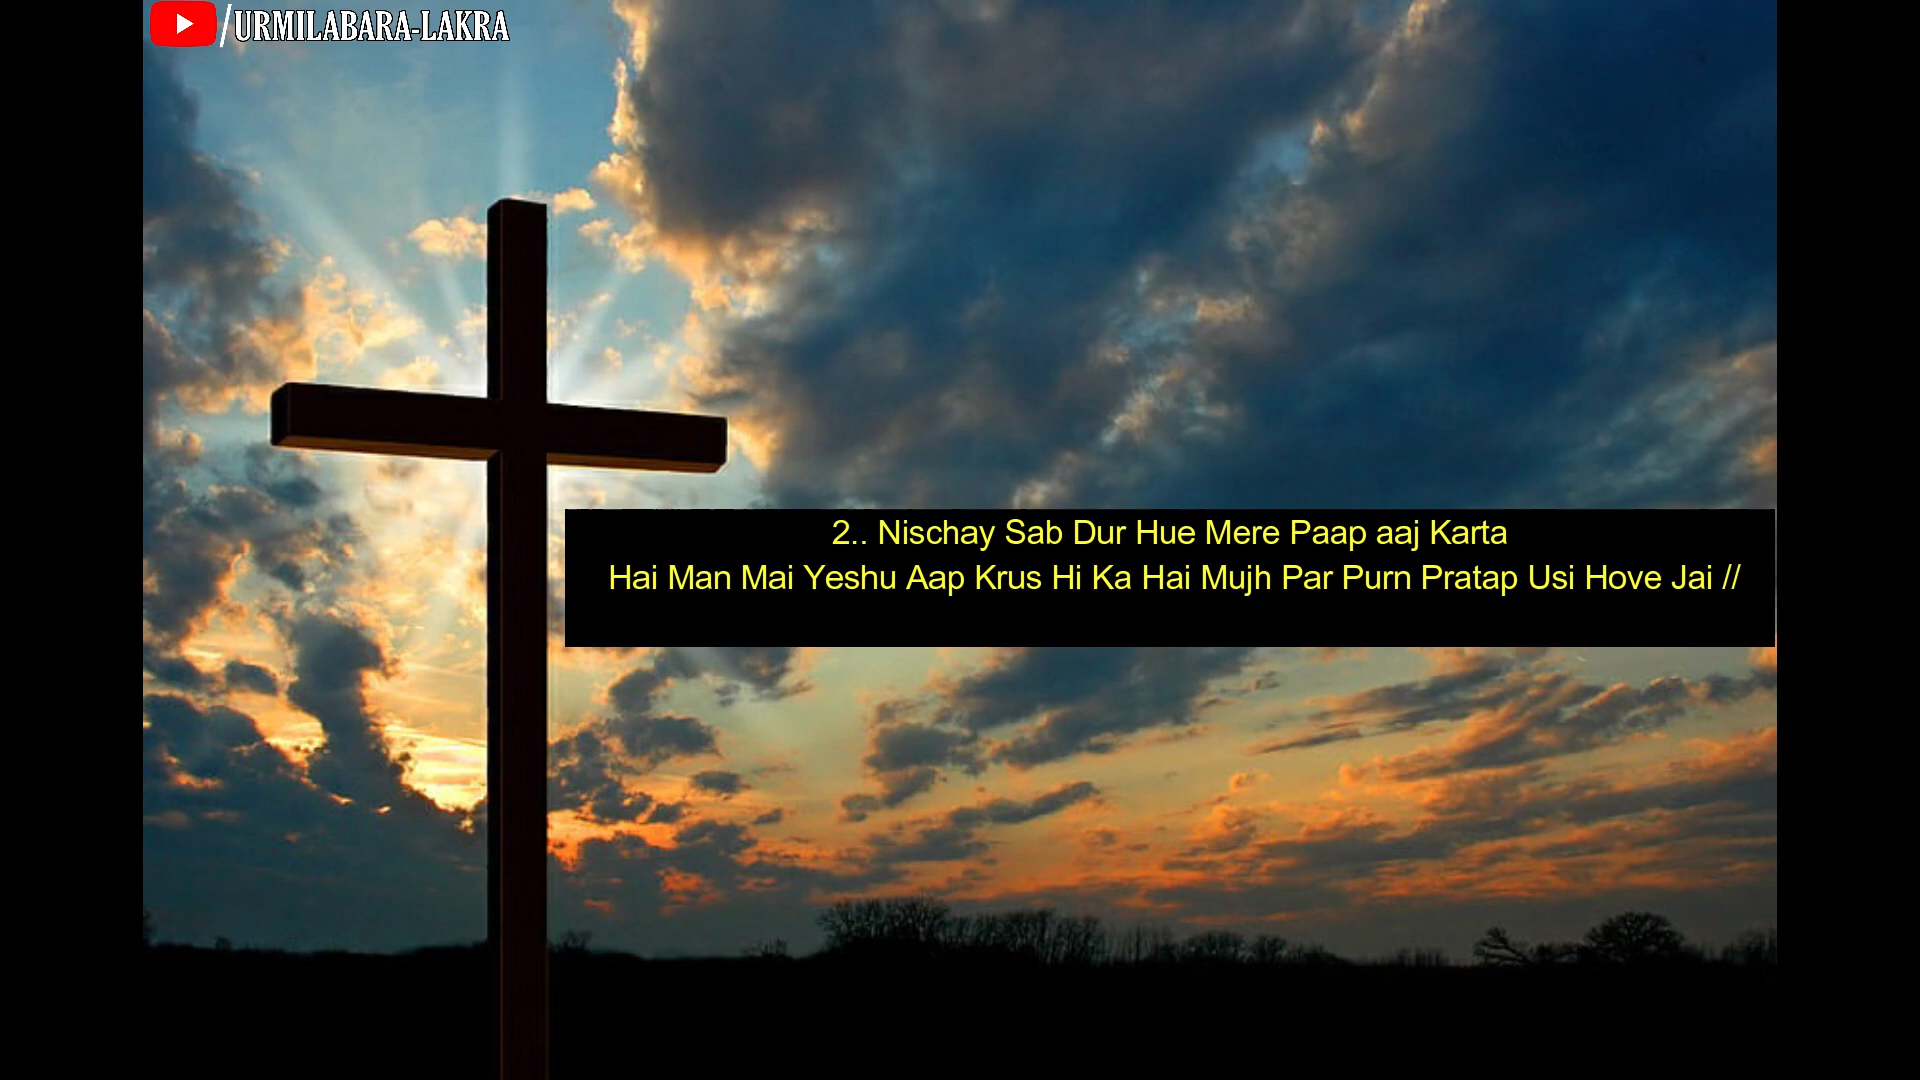 /URMILABARA-LAKRA
2.. Nischay Sab Dur Hue Mere Paap aaj Karta
Hai Man Mai Yeshu Aap Krus Hi Ka Hai Mujh Par Purn Pratap Usi Hove Jai //